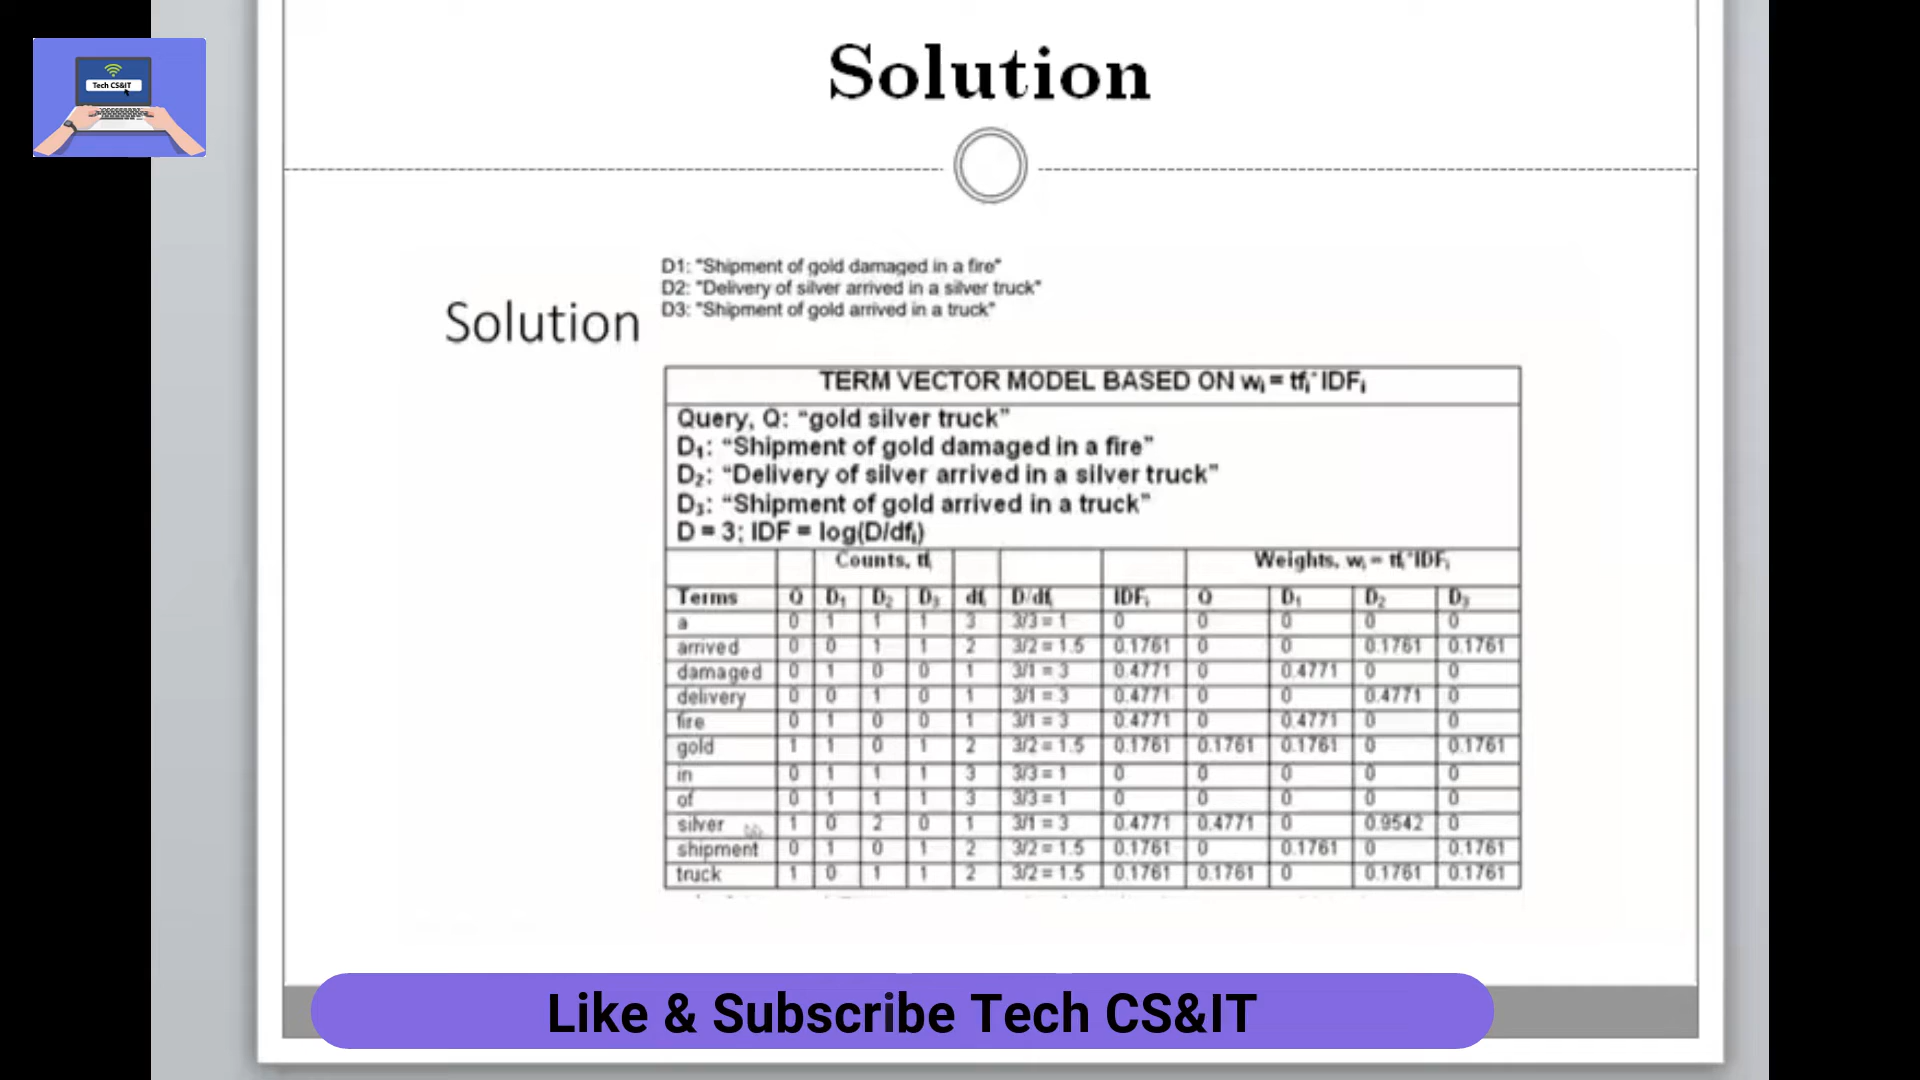 Solution
Tech CS&IT
D1: "Shipment of gold damaged in a fire"
D2: "Delivery of silver arrived in a silver truck"
D3: "Shipment of gold arrived in a truck"
Solution
TERM VECTOR MODEL BASED ON wᵢ = tfᵢ*IDFᵢ
Query, Q: “gold silver truck”
D₁: “Shipment of gold damaged in a fire”
D₂: “Delivery of silver arrived in a silver truck”
D₃: “Shipment of gold arrived in a truck”
D = 3; IDF = log(D/dfᵢ)
Counts, tfᵢ Weights, wᵢ = tfᵢ*IDFᵢ
Terms Q D₁ D₂ D₃ dfᵢ D/dfᵢ IDFᵢ Q D₁ D₂ D₃
a 0 1 1 1 3 3/3 = 1 0 0 0 0 0
arrived 0 0 1 1 2 3/2 = 1.5 0.1761 0 0 0.1761 0.1761
damaged 0 1 0 0 1 3/1 = 3 0.4771 0 0.4771 0 0
delivery 0 0 1 0 1 3/1 = 3 0.4771 0 0 0.4771 0
fire 0 1 0 0 1 3/1 = 3 0.4771 0 0.4771 0 0
gold 1 1 0 1 2 3/2 = 1.5 0.1761 0.1761 0.1761 0 0.1761
in 0 1 1 1 3 3/3 = 1 0 0 0 0 0
of 0 1 1 1 3 3/3 = 1 0 0 0 0 0
silver 1 0 2 0 1 3/1 = 3 0.4771 0.4771 0 0.9542 0
shipment 0 1 0 1 2 3/2 = 1.5 0.1761 0 0.1761 0 0.1761
truck 1 0 1 1 2 3/2 = 1.5 0.1761 0.1761 0 0.1761 0.1761
Like & Subscribe Tech CS&IT